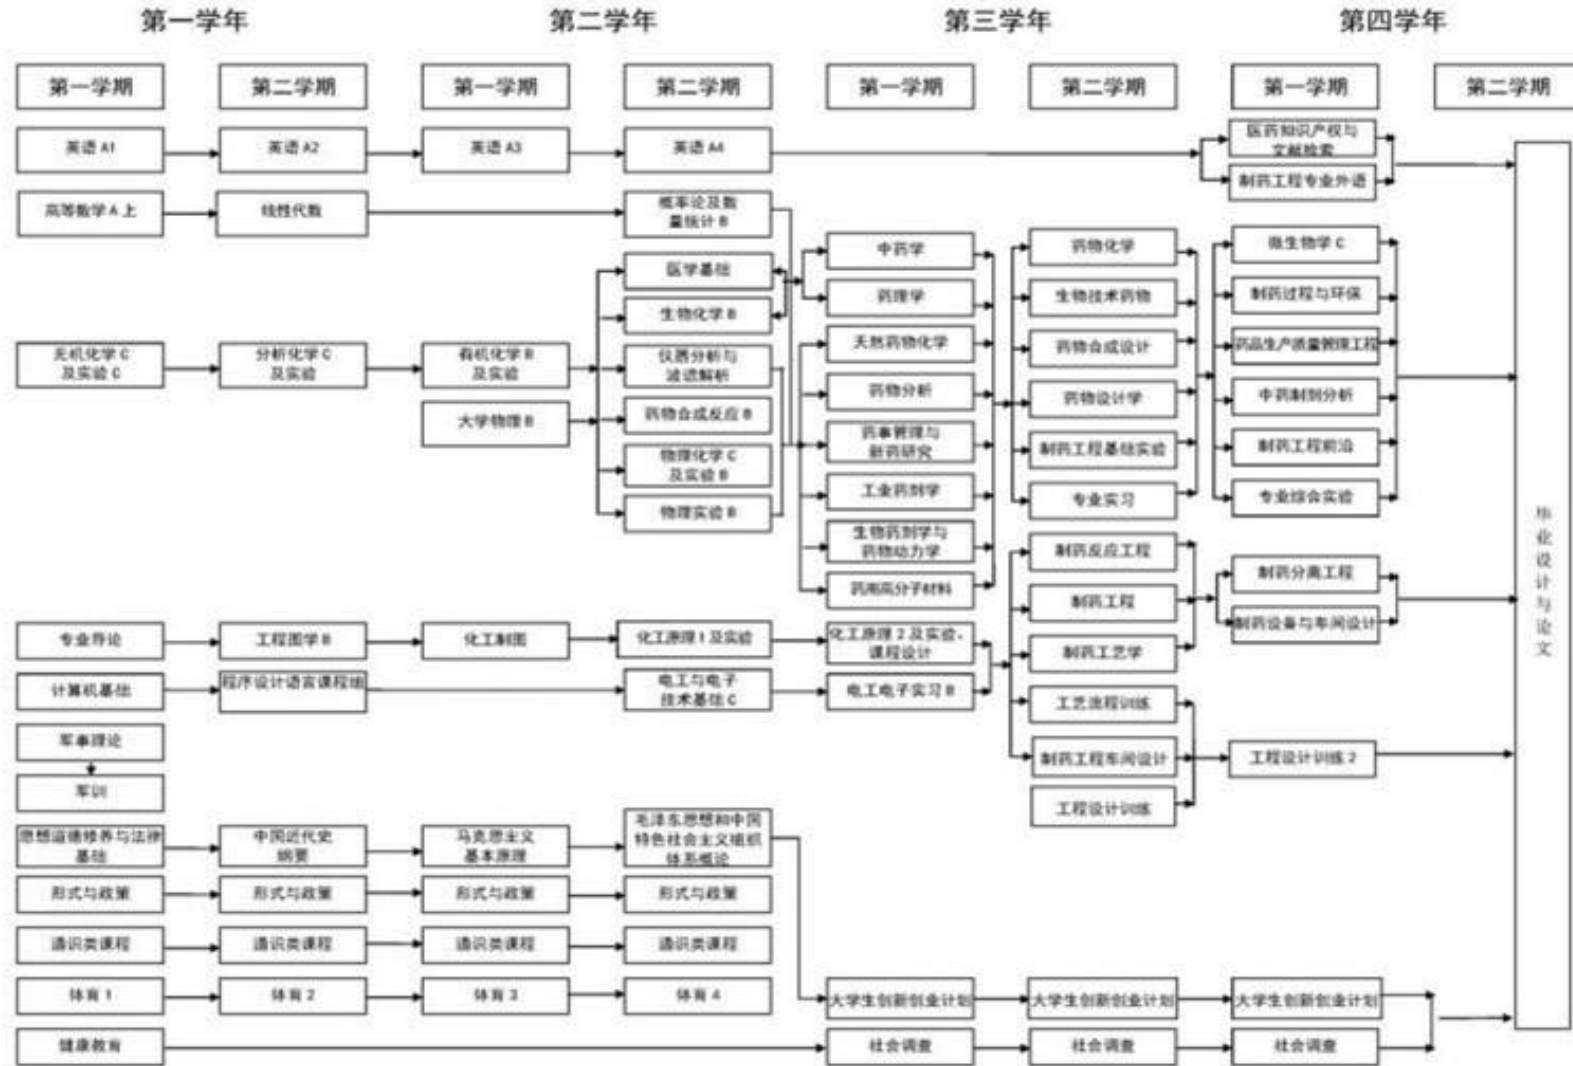 第一学年
第二学年
第三学年
第四学年
第一学期
第二学期
第一学期
第二学期
第一学期
第二学期
第一学期
第二学期
英语 A1
英语 A2
英语 A3
英语 A4
医药知识产权与
文献检索
制药工程专业外语
高等数学 A 上
线性代数
概率论及数
量统计 B
中药学
药物化学
微生物学 C
医学基础
药理学
生物技术药物
制药过程与环保
生物化学 B
无机化学 C
及实验 C
分析化学 C
及实验
有机化学 B
及实验
仪器分析与
波谱解析
天然药物化学
药物合成设计
药品生产质量管理工程
大学物理 B
药物合成反应 B
药物分析
药物设计学
中药制剂分析
物理化学 C
及实验 B
药事管理与
新药研究
制药工程基础实验
制药工程前沿
物理实验 B
工业药剂学
专业实习
专业综合实验
生物药剂学与
药物动力学
制药反应工程
制药分离工程
药用高分子材料
制药工程
制药设备与车间设计
专业导论
工程图学 B
化工制图
化工原理 1 及实验
化工原理 2 及实验、
课程设计
制药工艺学
计算机基础
程序设计语言课程组
电工与电子
技术基础 C
电工电子实习 B
工艺流程训练
军事理论
制药工程车间设计
工程设计训练 2
军训
工程设计训练
思想道德修养与法律
基础
中国近代史
纲要
马克思主义
基本原理
毛泽东思想和中国
特色社会主义组织
体系概论
形式与政策
形式与政策
形式与政策
形式与政策
通识类课程
通识类课程
通识类课程
通识类课程
体育 1
体育 2
体育 3
体育 4
大学生创新创业计划
大学生创新创业计划
大学生创新创业计划
健康教育
社会调查
社会调查
社会调查
毕业设计与论文